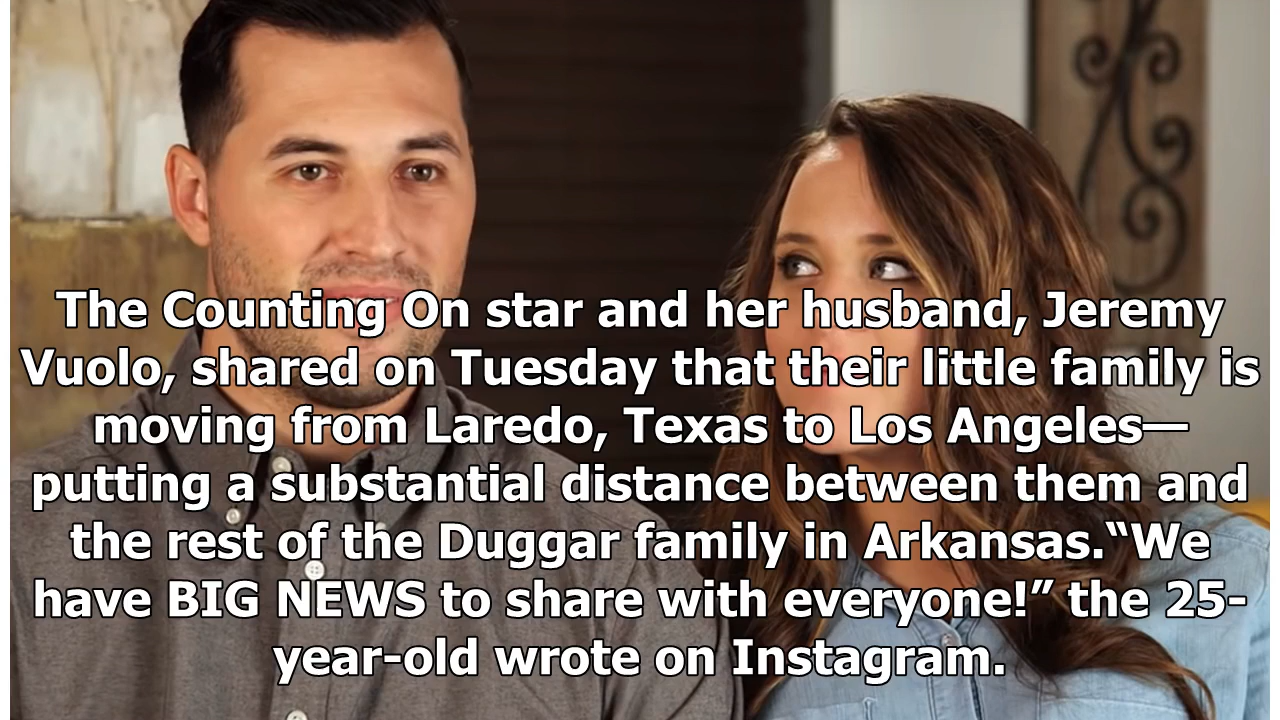 The Counting On star and her husband, Jeremy
Vuolo, shared on Tuesday that their little family is
moving from Laredo, Texas to Los Angeles—
putting a substantial distance between them and
the rest of the Duggar family in Arkansas.“We
have BIG NEWS to share with everyone!” the 25-
year-old wrote on Instagram.